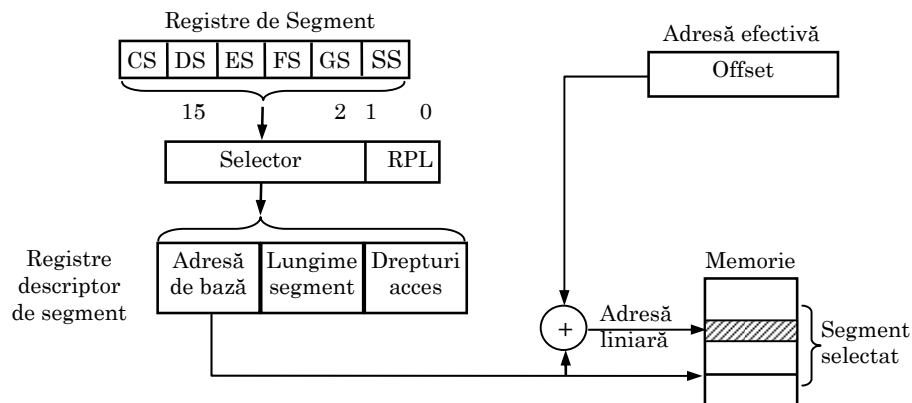 Registre de Segment
CS DS ES FS GS SS
Adresă efectivă
Offset
15 2 1 0
Selector RPL
Registre
descriptor
de segment
Adresă
de bază
Lungime
segment
Drepturi
acces
Memorie
+
Adresă
liniară
Segment
selectat